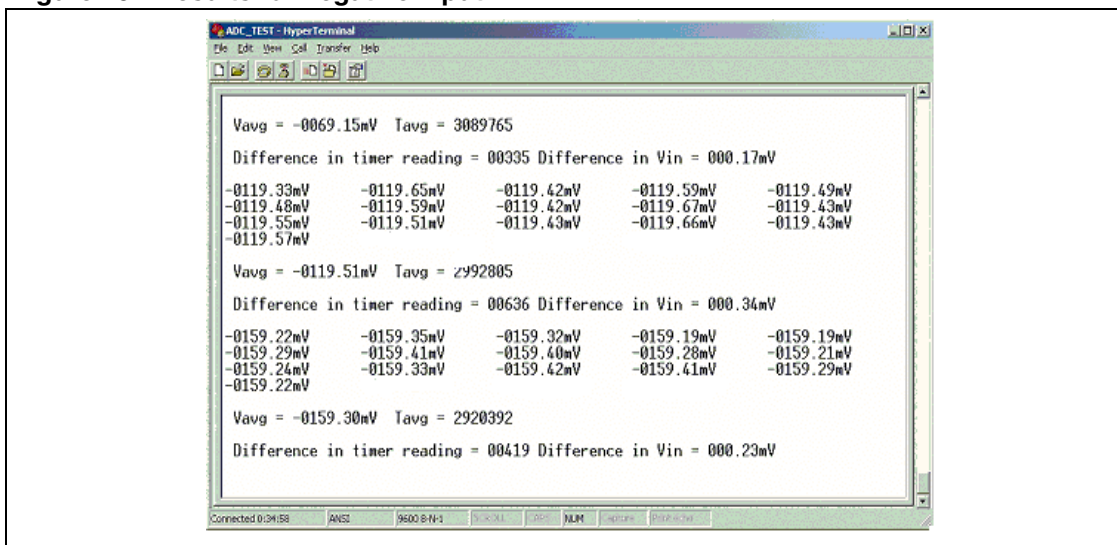 ADC_TEST - HyperTerminal
File Edit View Call Transfer Help
Vavg = -0069.15mV Tavg = 3089765
Difference in timer reading = 00335 Difference in Vin = 000.17mV
-0119.33mV -0119.65mV -0119.42mV -0119.59mV -0119.49mV
-0119.48mV -0119.59mV -0119.42mV -0119.67mV -0119.43mV
-0119.55mV -0119.51mV -0119.43mV -0119.66mV -0119.43mV
-0119.57mV
Vavg = -0119.51mV Tavg = 2992805
Difference in timer reading = 00636 Difference in Vin = 000.34mV
-0159.22mV -0159.35mV -0159.32mV -0159.19mV -0159.19mV
-0159.29mV -0159.41mV -0159.40mV -0159.28mV -0159.21mV
-0159.24mV -0159.33mV -0159.42mV -0159.41mV -0159.29mV
-0159.22mV
Vavg = -0159.30mV Tavg = 2920392
Difference in timer reading = 00419 Difference in Vin = 000.23mV
Connected 0:34:58 ANSI 9600 8-N-1 SCROLL CAPS NUM Capture Print echo